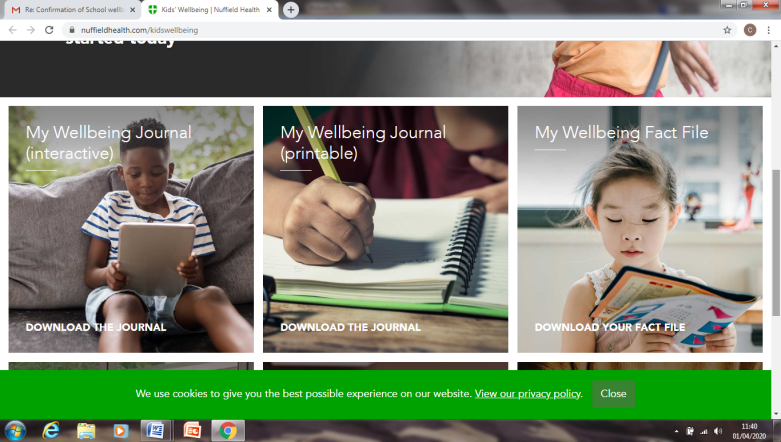 Re: Confirmation of School wellb
Kids' Wellbeing | Nuffield Health
nuffieldhealth.com/kidswellbeing
C
started today
My Wellbeing Journal
(interactive)
DOWNLOAD THE JOURNAL
My Wellbeing Journal
(printable)
DOWNLOAD THE JOURNAL
My Wellbeing Fact File
DOWNLOAD YOUR FACT FILE
We use cookies to give you the best possible experience on our website. View our privacy policy. Close
11:40
01/04/2020